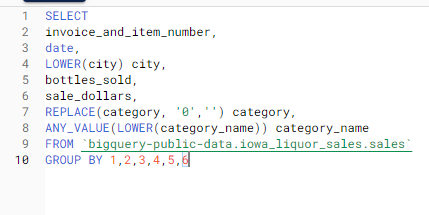 1 SELECT
2 invoice_and_item_number,
3 date,
4 LOWER(city) city,
5 bottles_sold,
6 sale_dollars,
7 REPLACE(category, '0','') category,
8 ANY_VALUE(LOWER(category_name)) category_name
9 FROM `bigquery-public-data.iowa_liquor_sales.sales`
10 GROUP BY 1,2,3,4,5,6